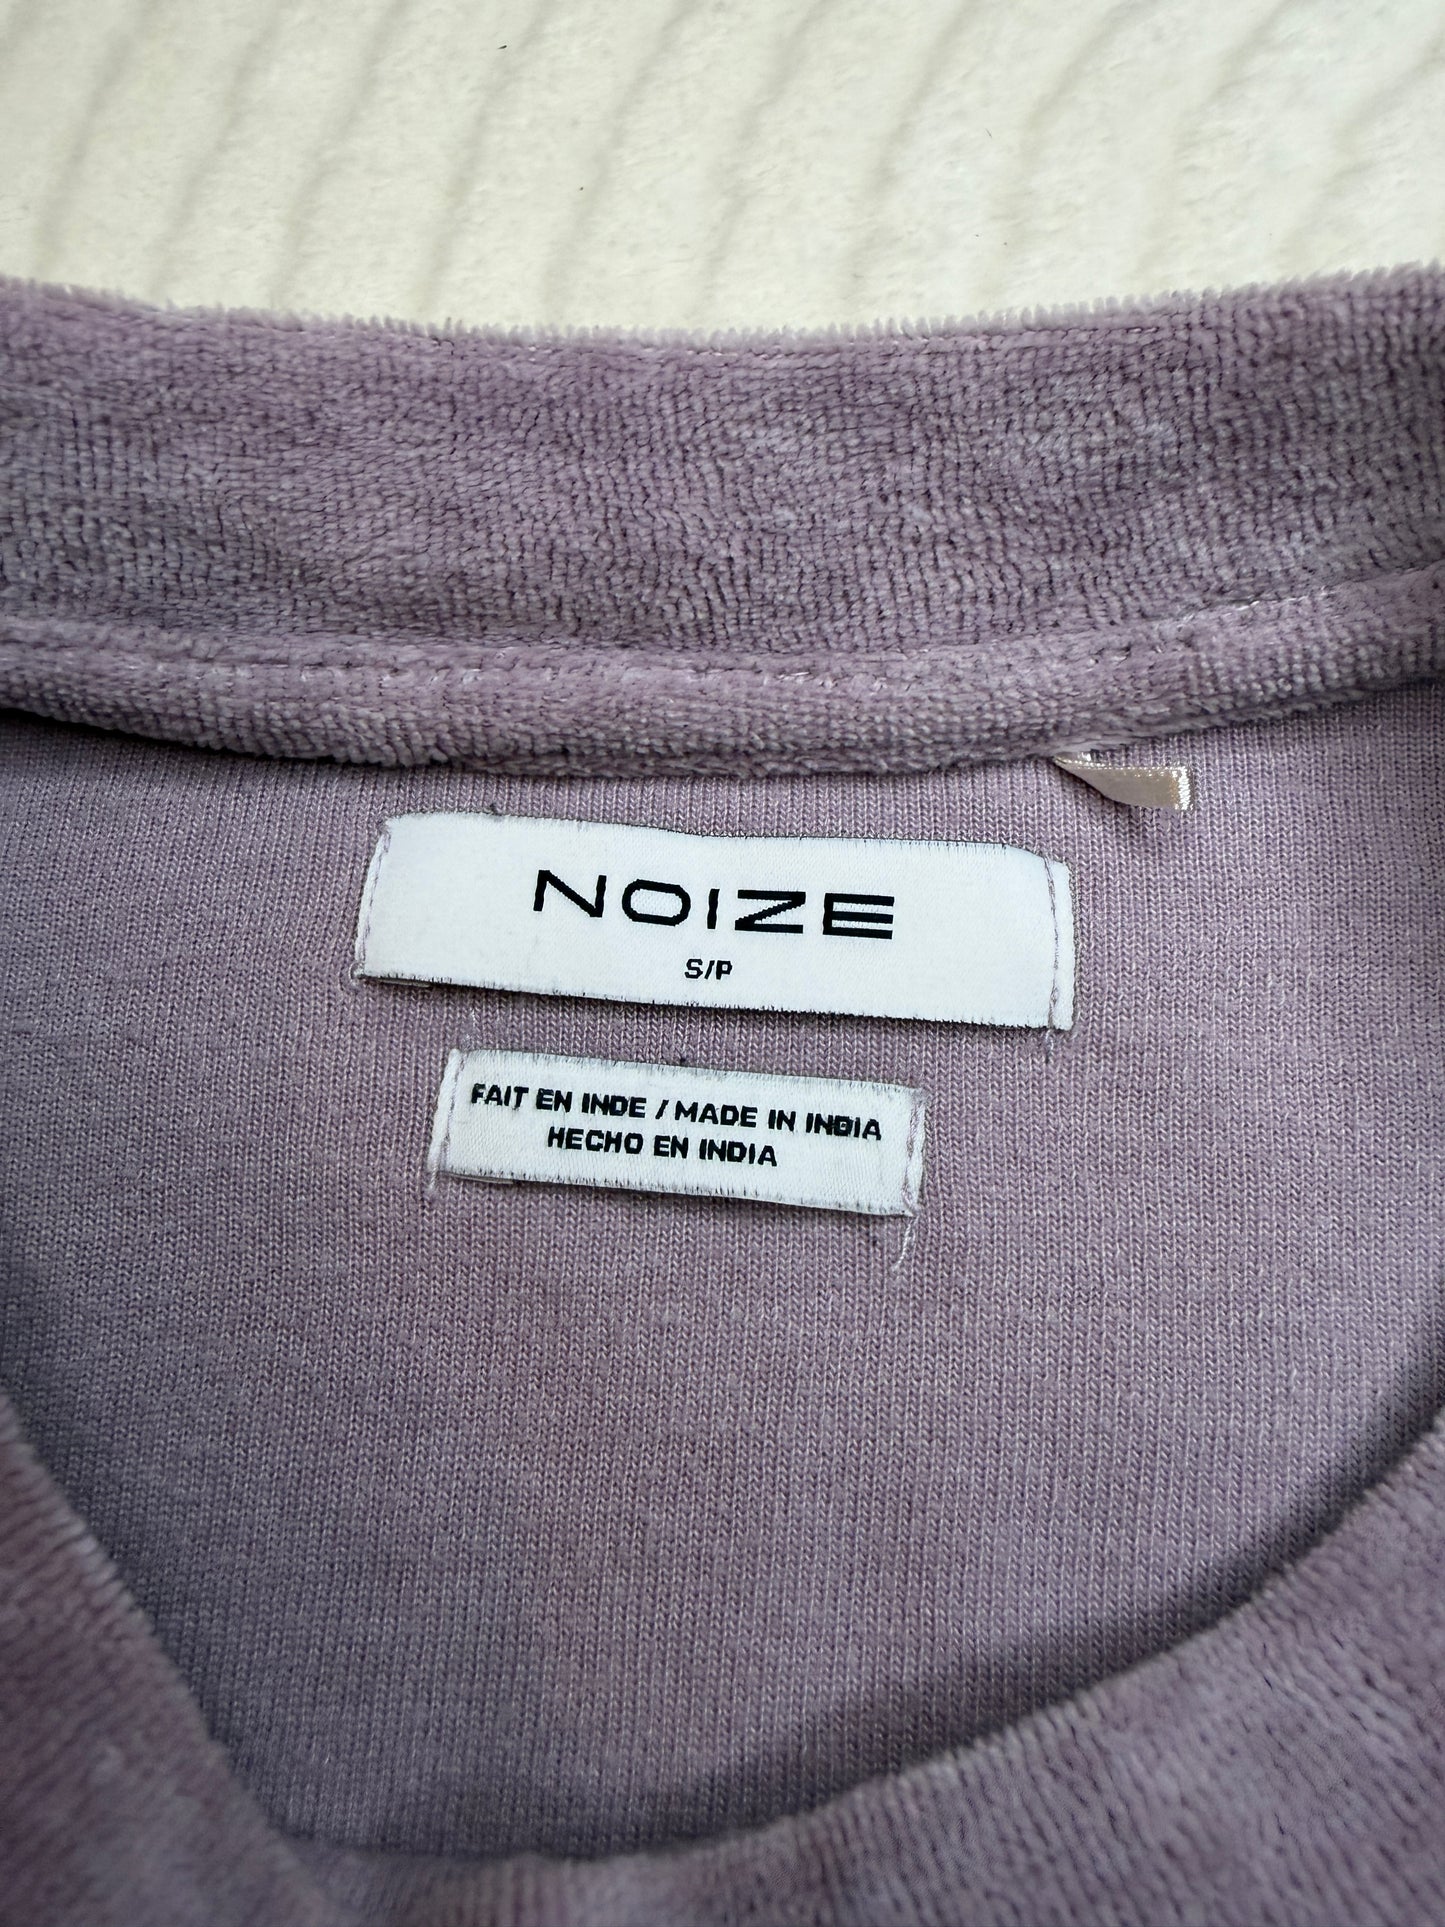 NOIZE
S/P
FAIT EN INDE / MADE IN INDIA
HECHO EN INDIA